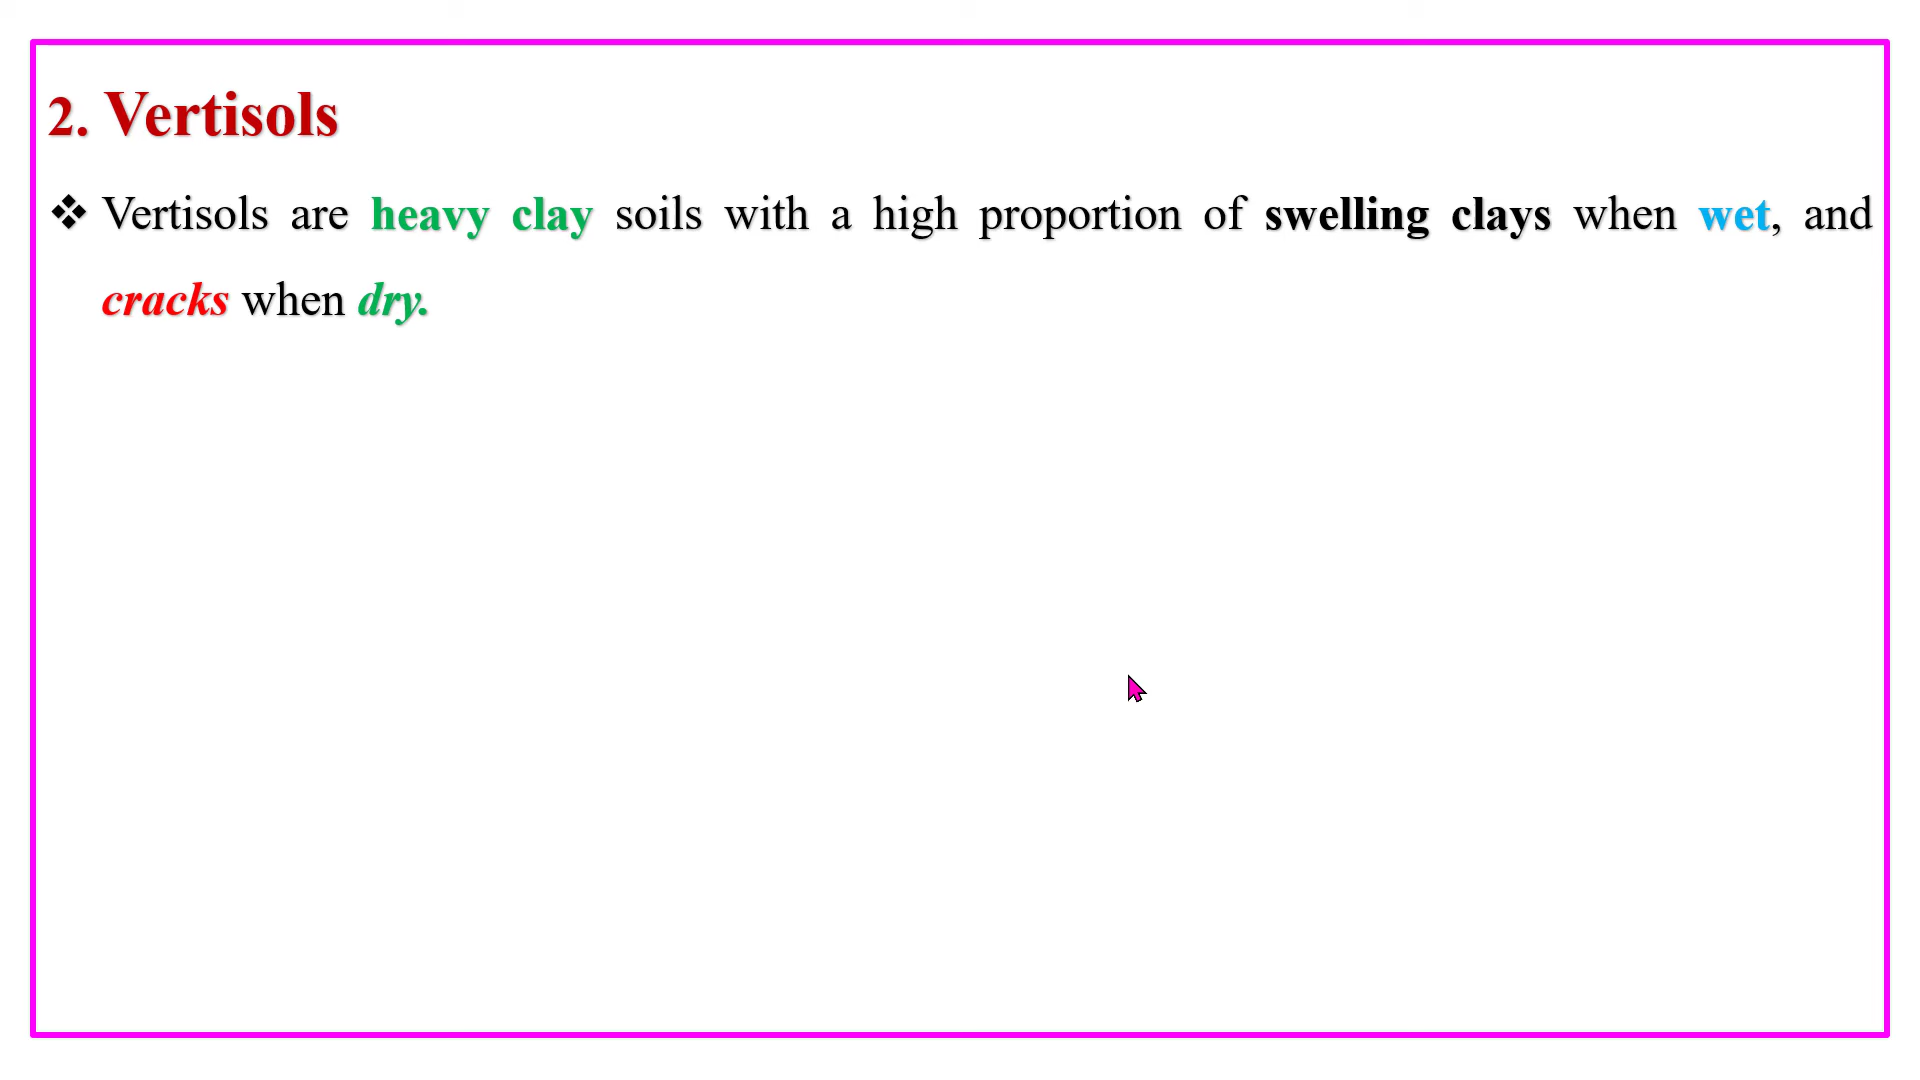 2. Vertisols
❖ Vertisols are heavy clay soils with a high proportion of swelling clays when wet, and
cracks when dry.